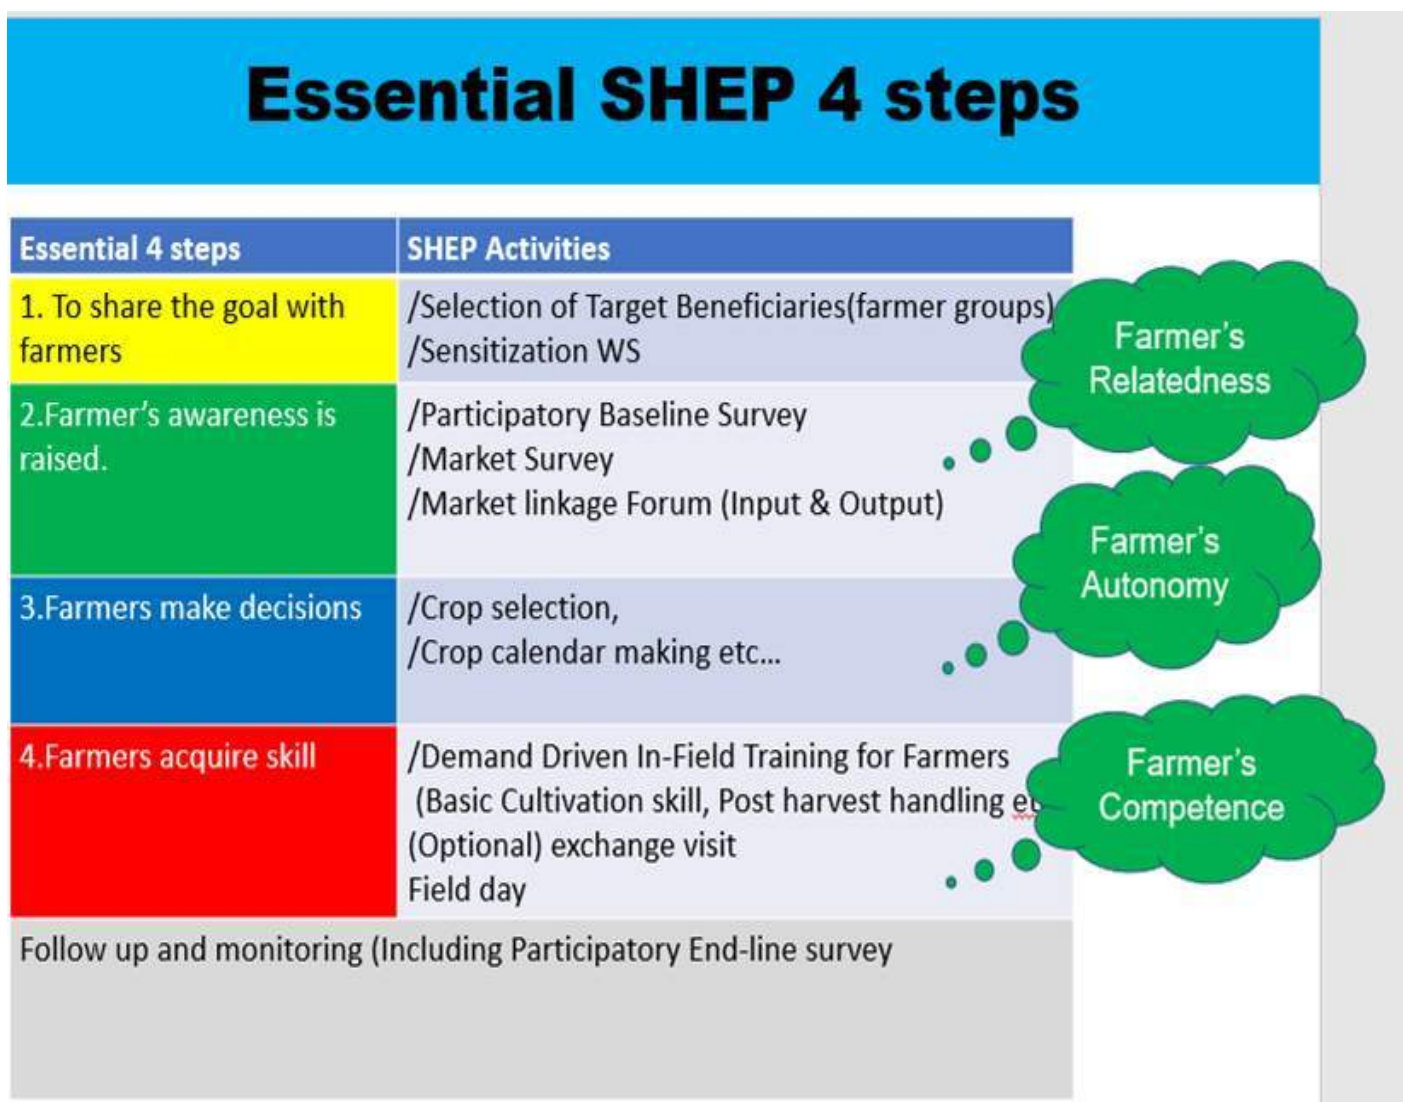 Essential SHEP 4 steps
Essential 4 steps
SHEP Activities
1. To share the goal with
farmers
/Selection of Target Beneficiaries(farmer groups)
/Sensitization WS
Farmer's
Relatedness
2.Farmer's awareness is
raised.
/Participatory Baseline Survey
/Market Survey
/Market linkage Forum (Input & Output)
Farmer's
Autonomy
3.Farmers make decisions
/Crop selection,
/Crop calendar making etc...
4.Farmers acquire skill
/Demand Driven In-Field Training for Farmers
(Basic Cultivation skill, Post harvest handling
(Optional) exchange visit
Field day
Farmer's
Competence
Follow up and monitoring (Including Participatory End-line survey